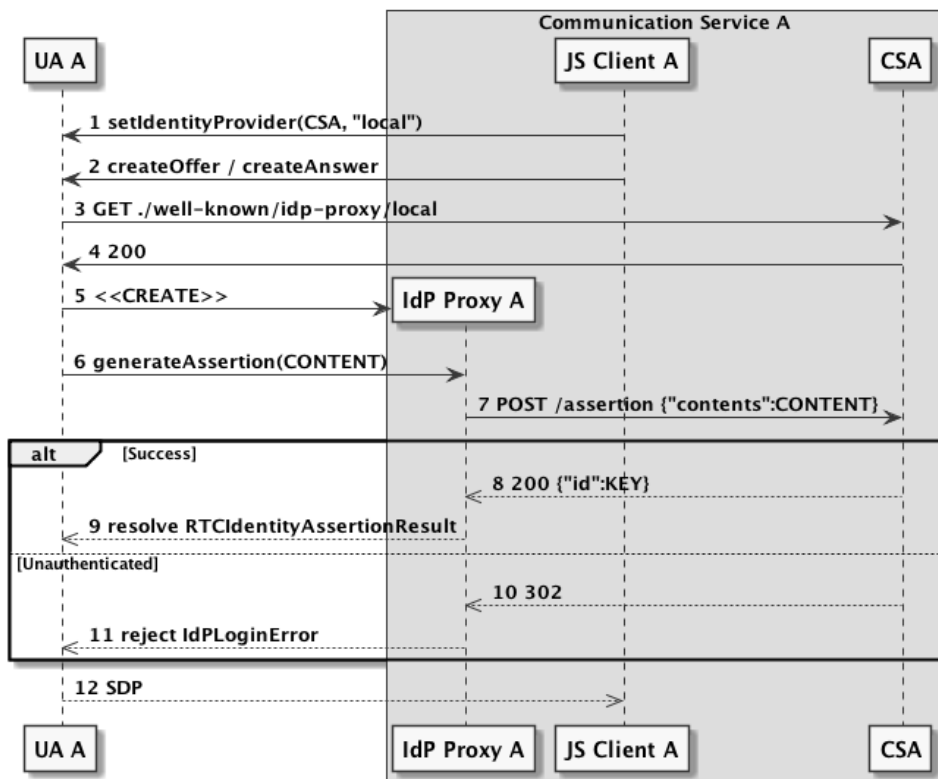 Communication Service A
UA A
JS Client A
CSA
1 setIdentityProvider(CSA, "local")
2 createOffer / createAnswer
3 GET ./well-known/idp-proxy/local
4 200
5 <<CREATE>>
IdP Proxy A
6 generateAssertion(CONTENT)
7 POST /assertion {"contents":CONTENT}
alt
[Success]
8 200 {"id":KEY}
9 resolve RTCIdentityAssertionResult
[Unauthenticated]
10 302
11 reject IdPLoginError
12 SDP
UA A
IdP Proxy A
JS Client A
CSA